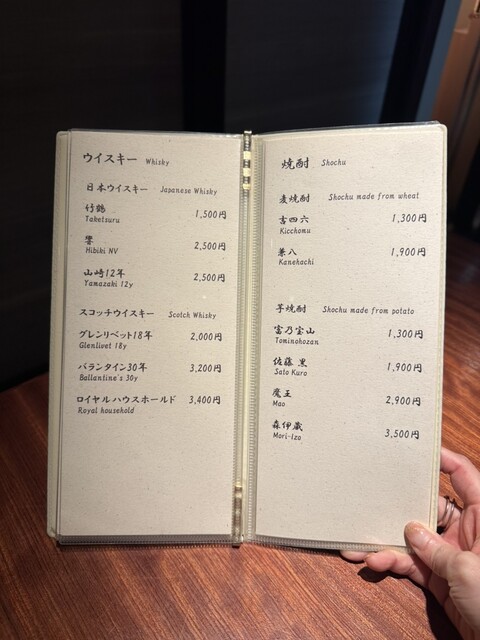 ウイスキー Whisky
日本ウイスキー Japanese Whisky
竹鶴 1,500円
Taketsuru
響 2,500円
Hibiki NV
山崎12年 2,500円
Yamazaki 12y
スコッチウイスキー Scotch Whisky
グレンリベット18年 2,000円
Glenlivet 18y
バランタイン30年 3,200円
Ballantine's 30y
ロイヤルハウスホールド 3,400円
Royal household
焼酎 Shochu
麦焼酎 Shochu made from wheat
吉四六 1,300円
Kicchomu
兼八 1,900円
Kanehachi
芋焼酎 Shochu made from potato
富乃宝山 1,300円
Tominohozan
佐藤 黒 1,900円
Sato Kuro
魔王 2,900円
Mao
森伊蔵 3,500円
Mori-Izo